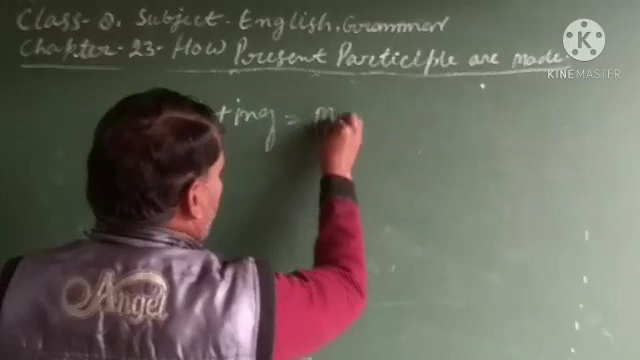 Class-8. Subject. English. Grammar
Chapter-23-How Present Participle are made.
+ing =
Angel
KINEMASTER